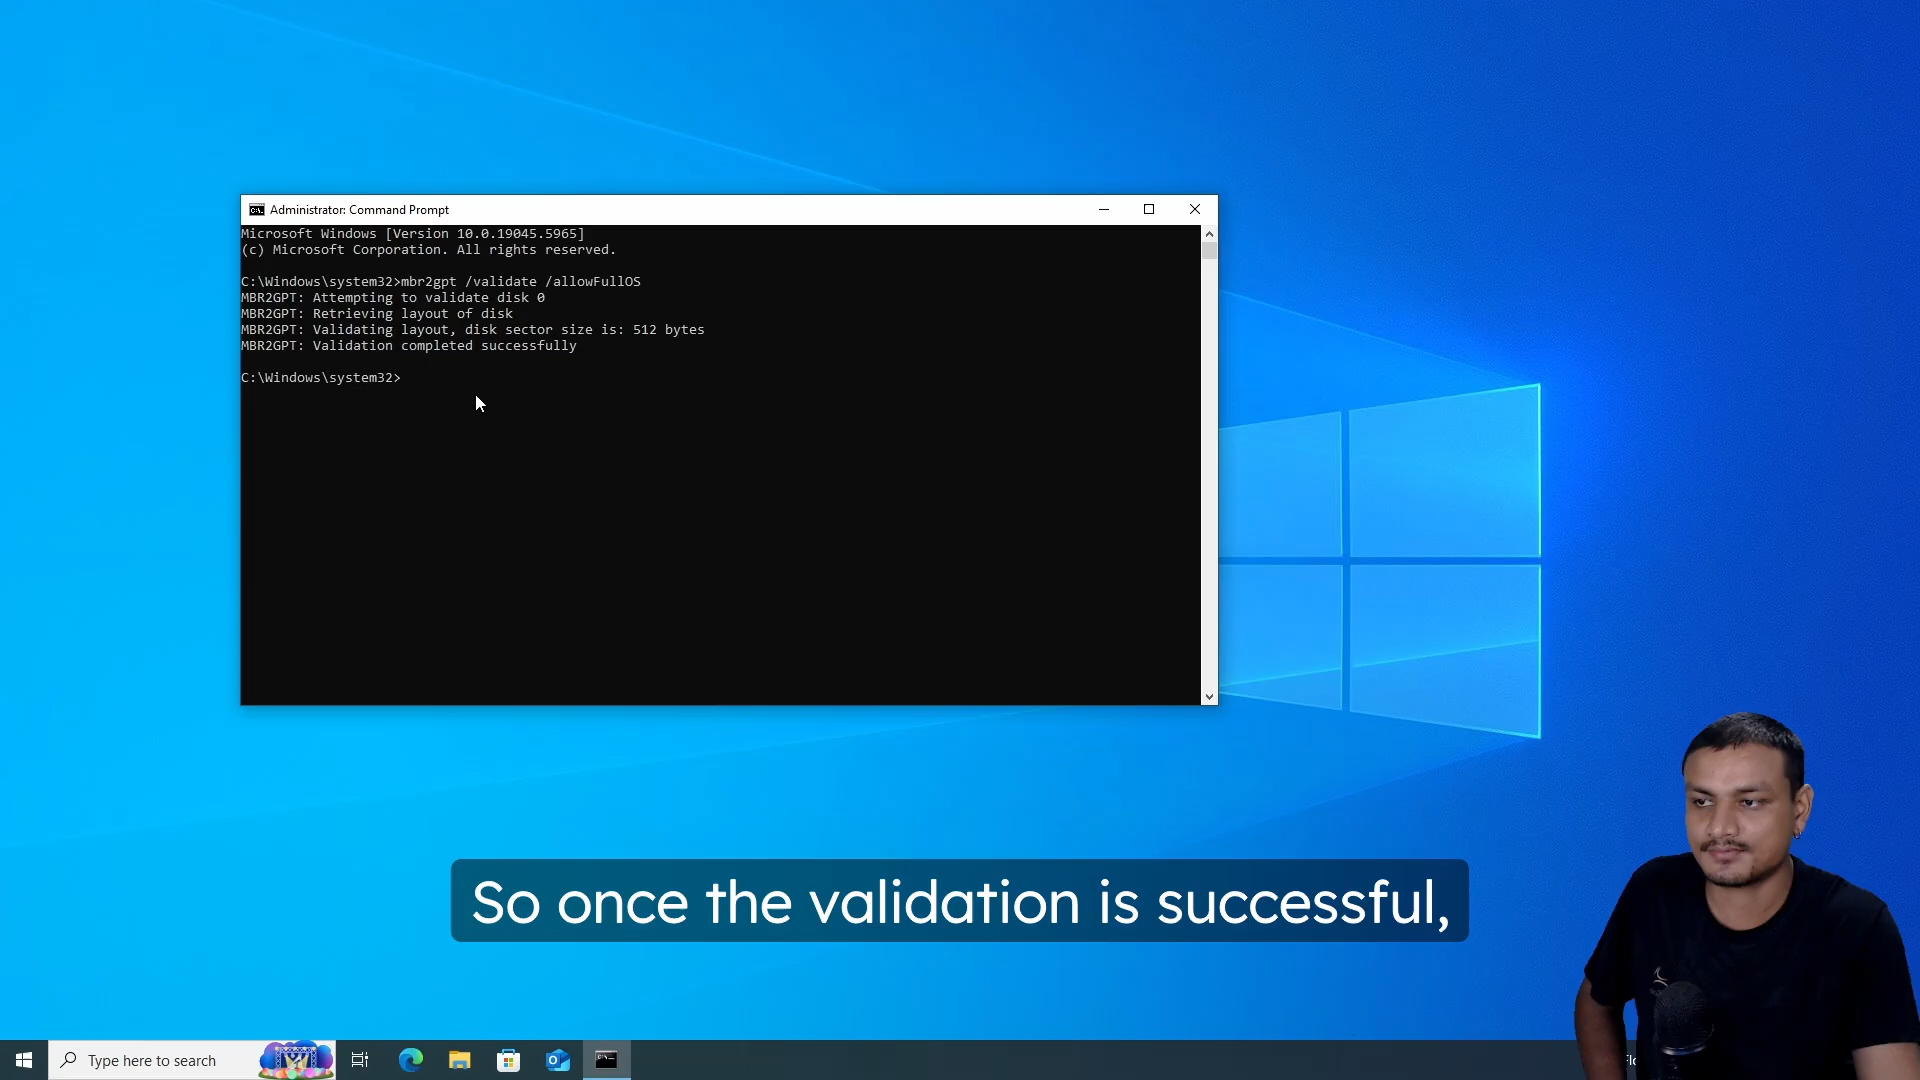 Administrator: Command Prompt
Microsoft Windows [Version 10.0.19045.5965]
(c) Microsoft Corporation. All rights reserved.
C:\Windows\system32>mbr2gpt /validate /allowFullOS
MBR2GPT: Attempting to validate disk 0
MBR2GPT: Retrieving layout of disk
MBR2GPT: Validating layout, disk sector size is: 512 bytes
MBR2GPT: Validation completed successfully
C:\Windows\system32>
So once the validation is successful,
Type here to search